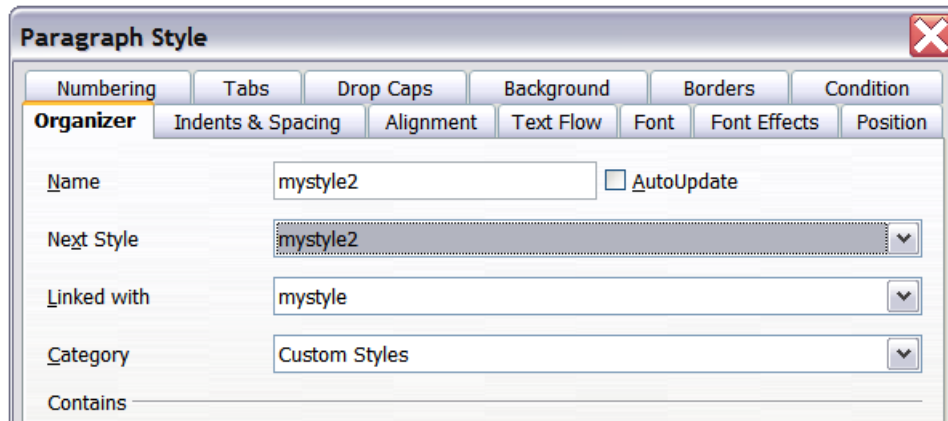 Paragraph Style
Numbering Tabs Drop Caps Background Borders Condition
Organizer Indents & Spacing Alignment Text Flow Font Font Effects Position
Name mystyle2 AutoUpdate
Next Style mystyle2
Linked with mystyle
Category Custom Styles
Contains